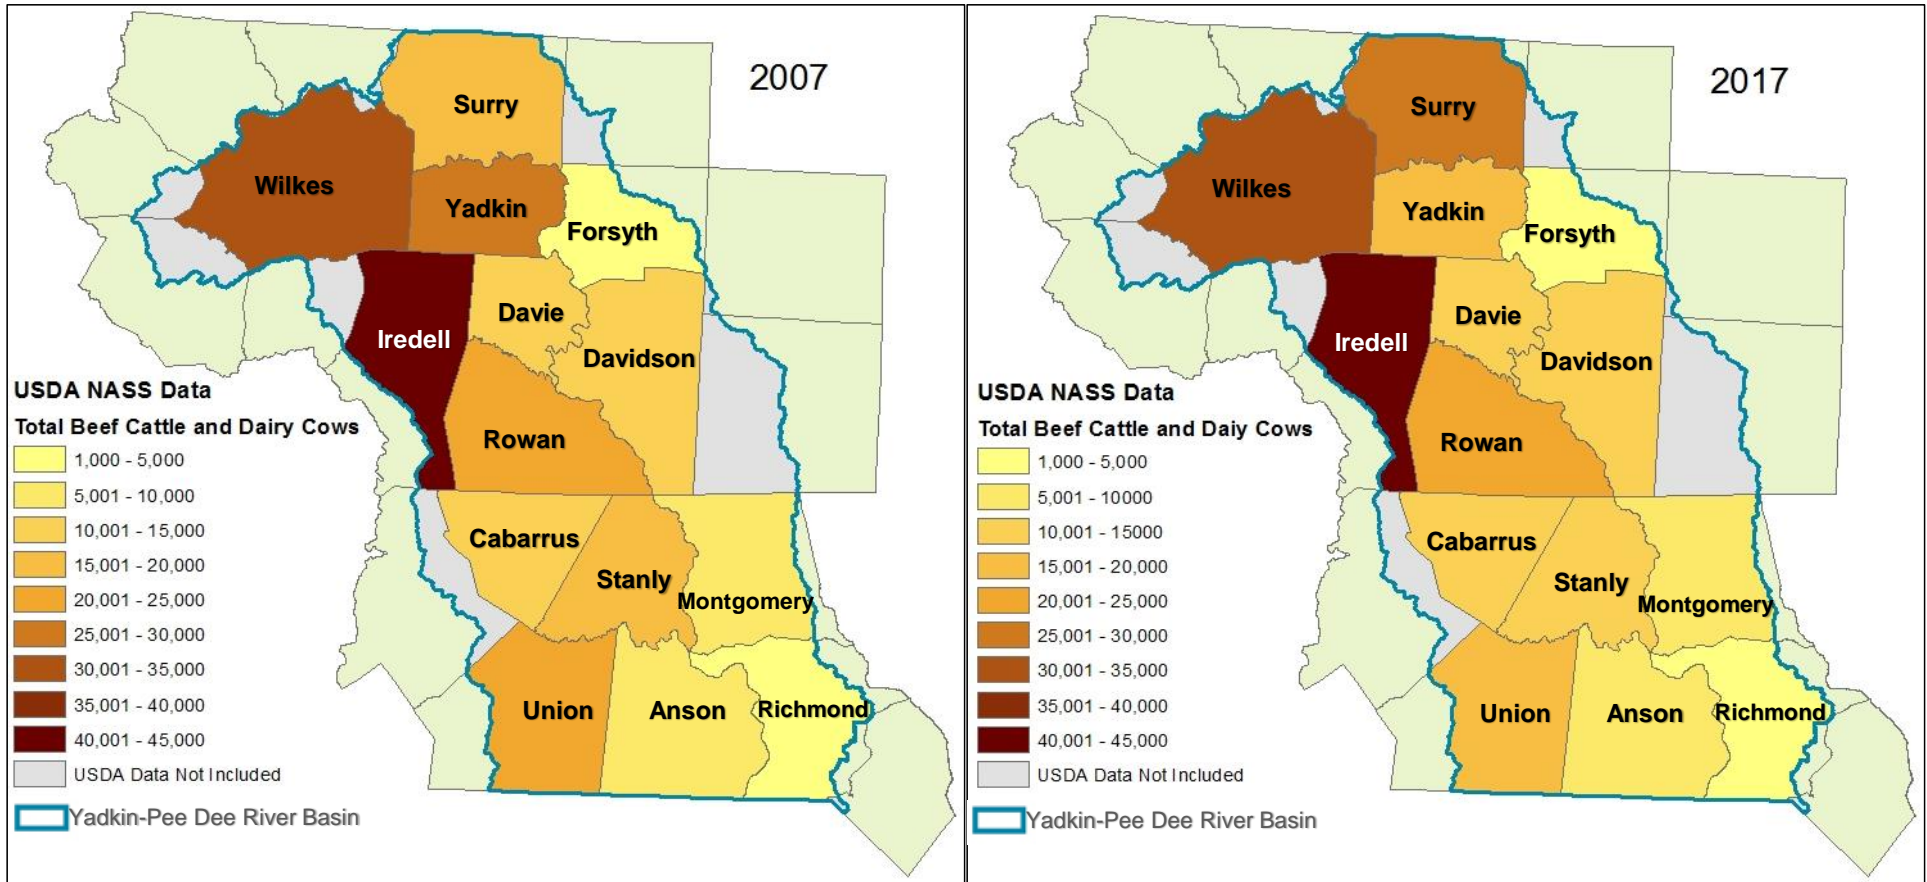 2007
Surry
Wilkes
Yadkin
Forsyth
Davie
Iredell
Davidson
Rowan
Cabarrus
Stanly
Montgomery
Union
Anson
Richmond
USDA NASS Data
Total Beef Cattle and Dairy Cows
1,000 - 5,000
5,001 - 10,000
10,001 - 15,000
15,001 - 20,000
20,001 - 25,000
25,001 - 30,000
30,001 - 35,000
35,001 - 40,000
40,001 - 45,000
USDA Data Not Included
Yadkin-Pee Dee River Basin
2017
Surry
Wilkes
Yadkin
Forsyth
Davie
Iredell
Davidson
Rowan
Cabarrus
Stanly
Montgomery
Union
Anson
Richmond
USDA NASS Data
Total Beef Cattle and Daiy Cows
1,000 - 5,000
5,001 - 10000
10,001 - 15000
15,001 - 20,000
20,001 - 25,000
25,001 - 30,000
30,001 - 35,000
35,001 - 40,000
40,001 - 45,000
USDA Data Not Included
Yadkin-Pee Dee River Basin